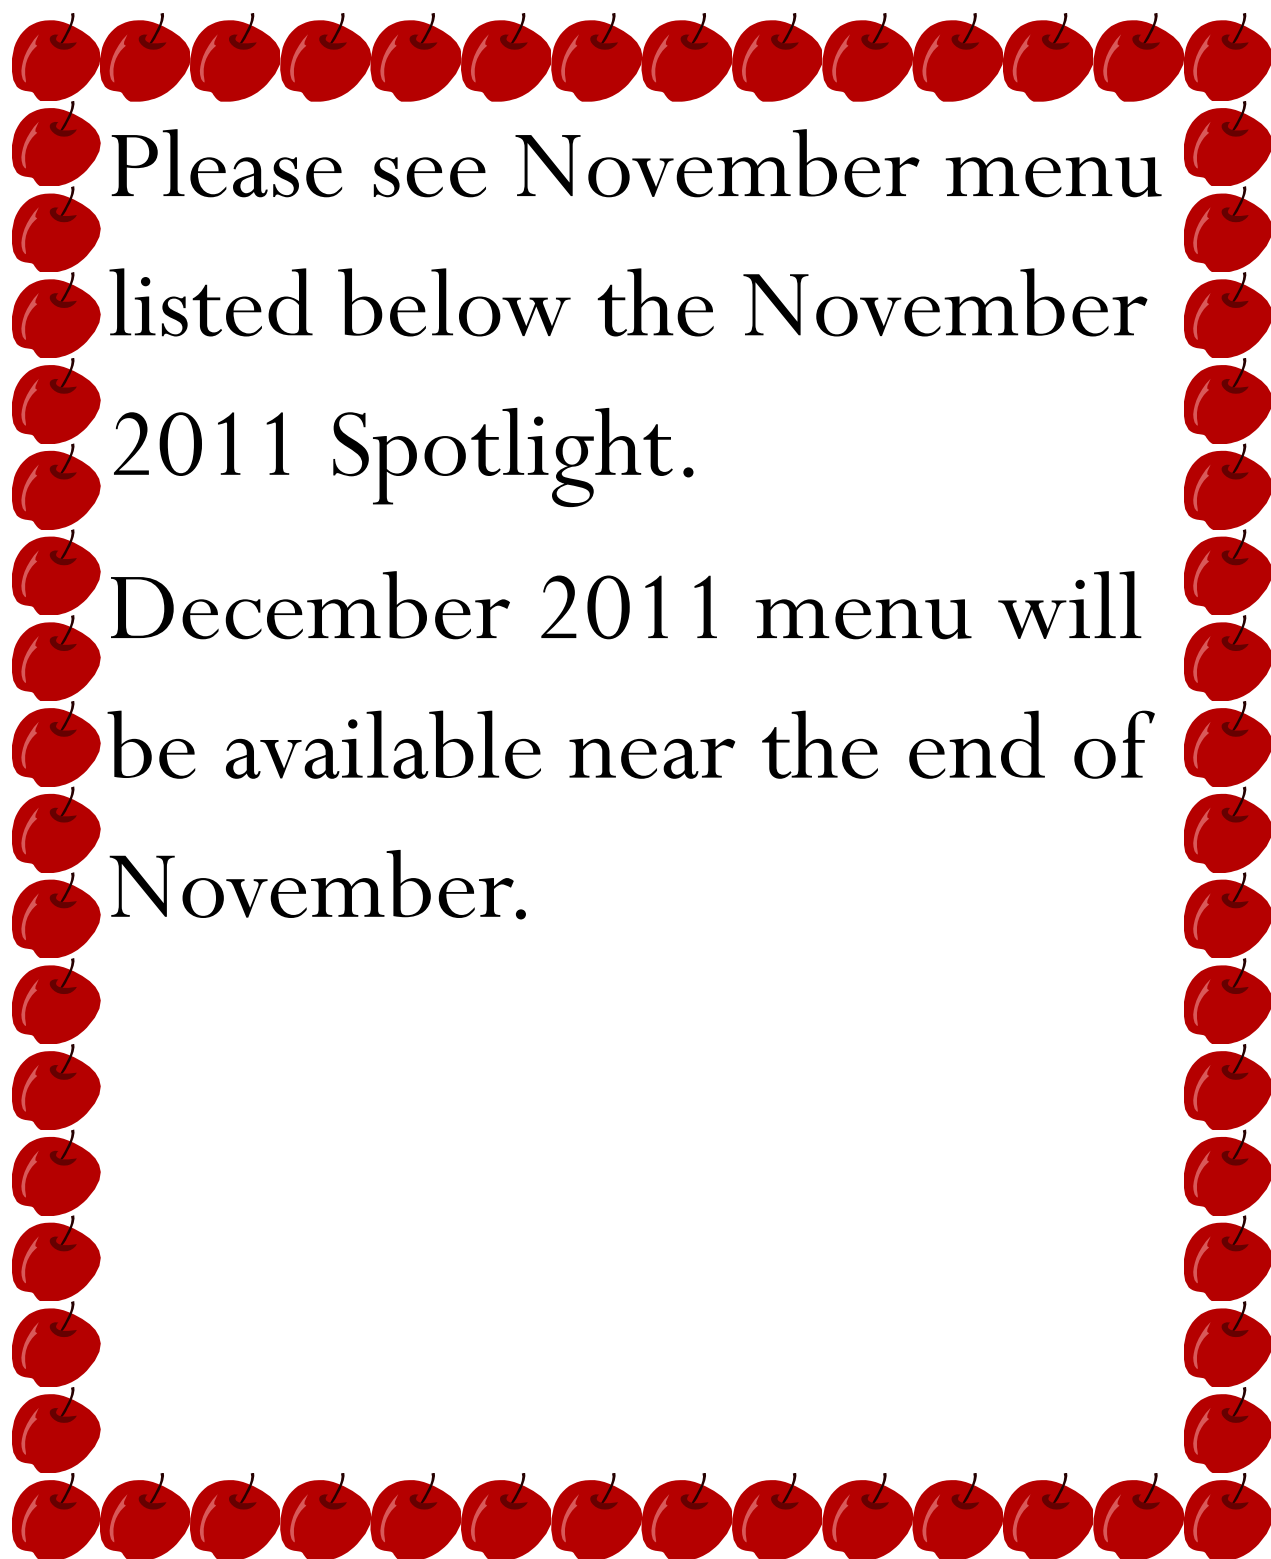 Please see November menu
listed below the November
2011 Spotlight.
December 2011 menu will
be available near the end of
November.